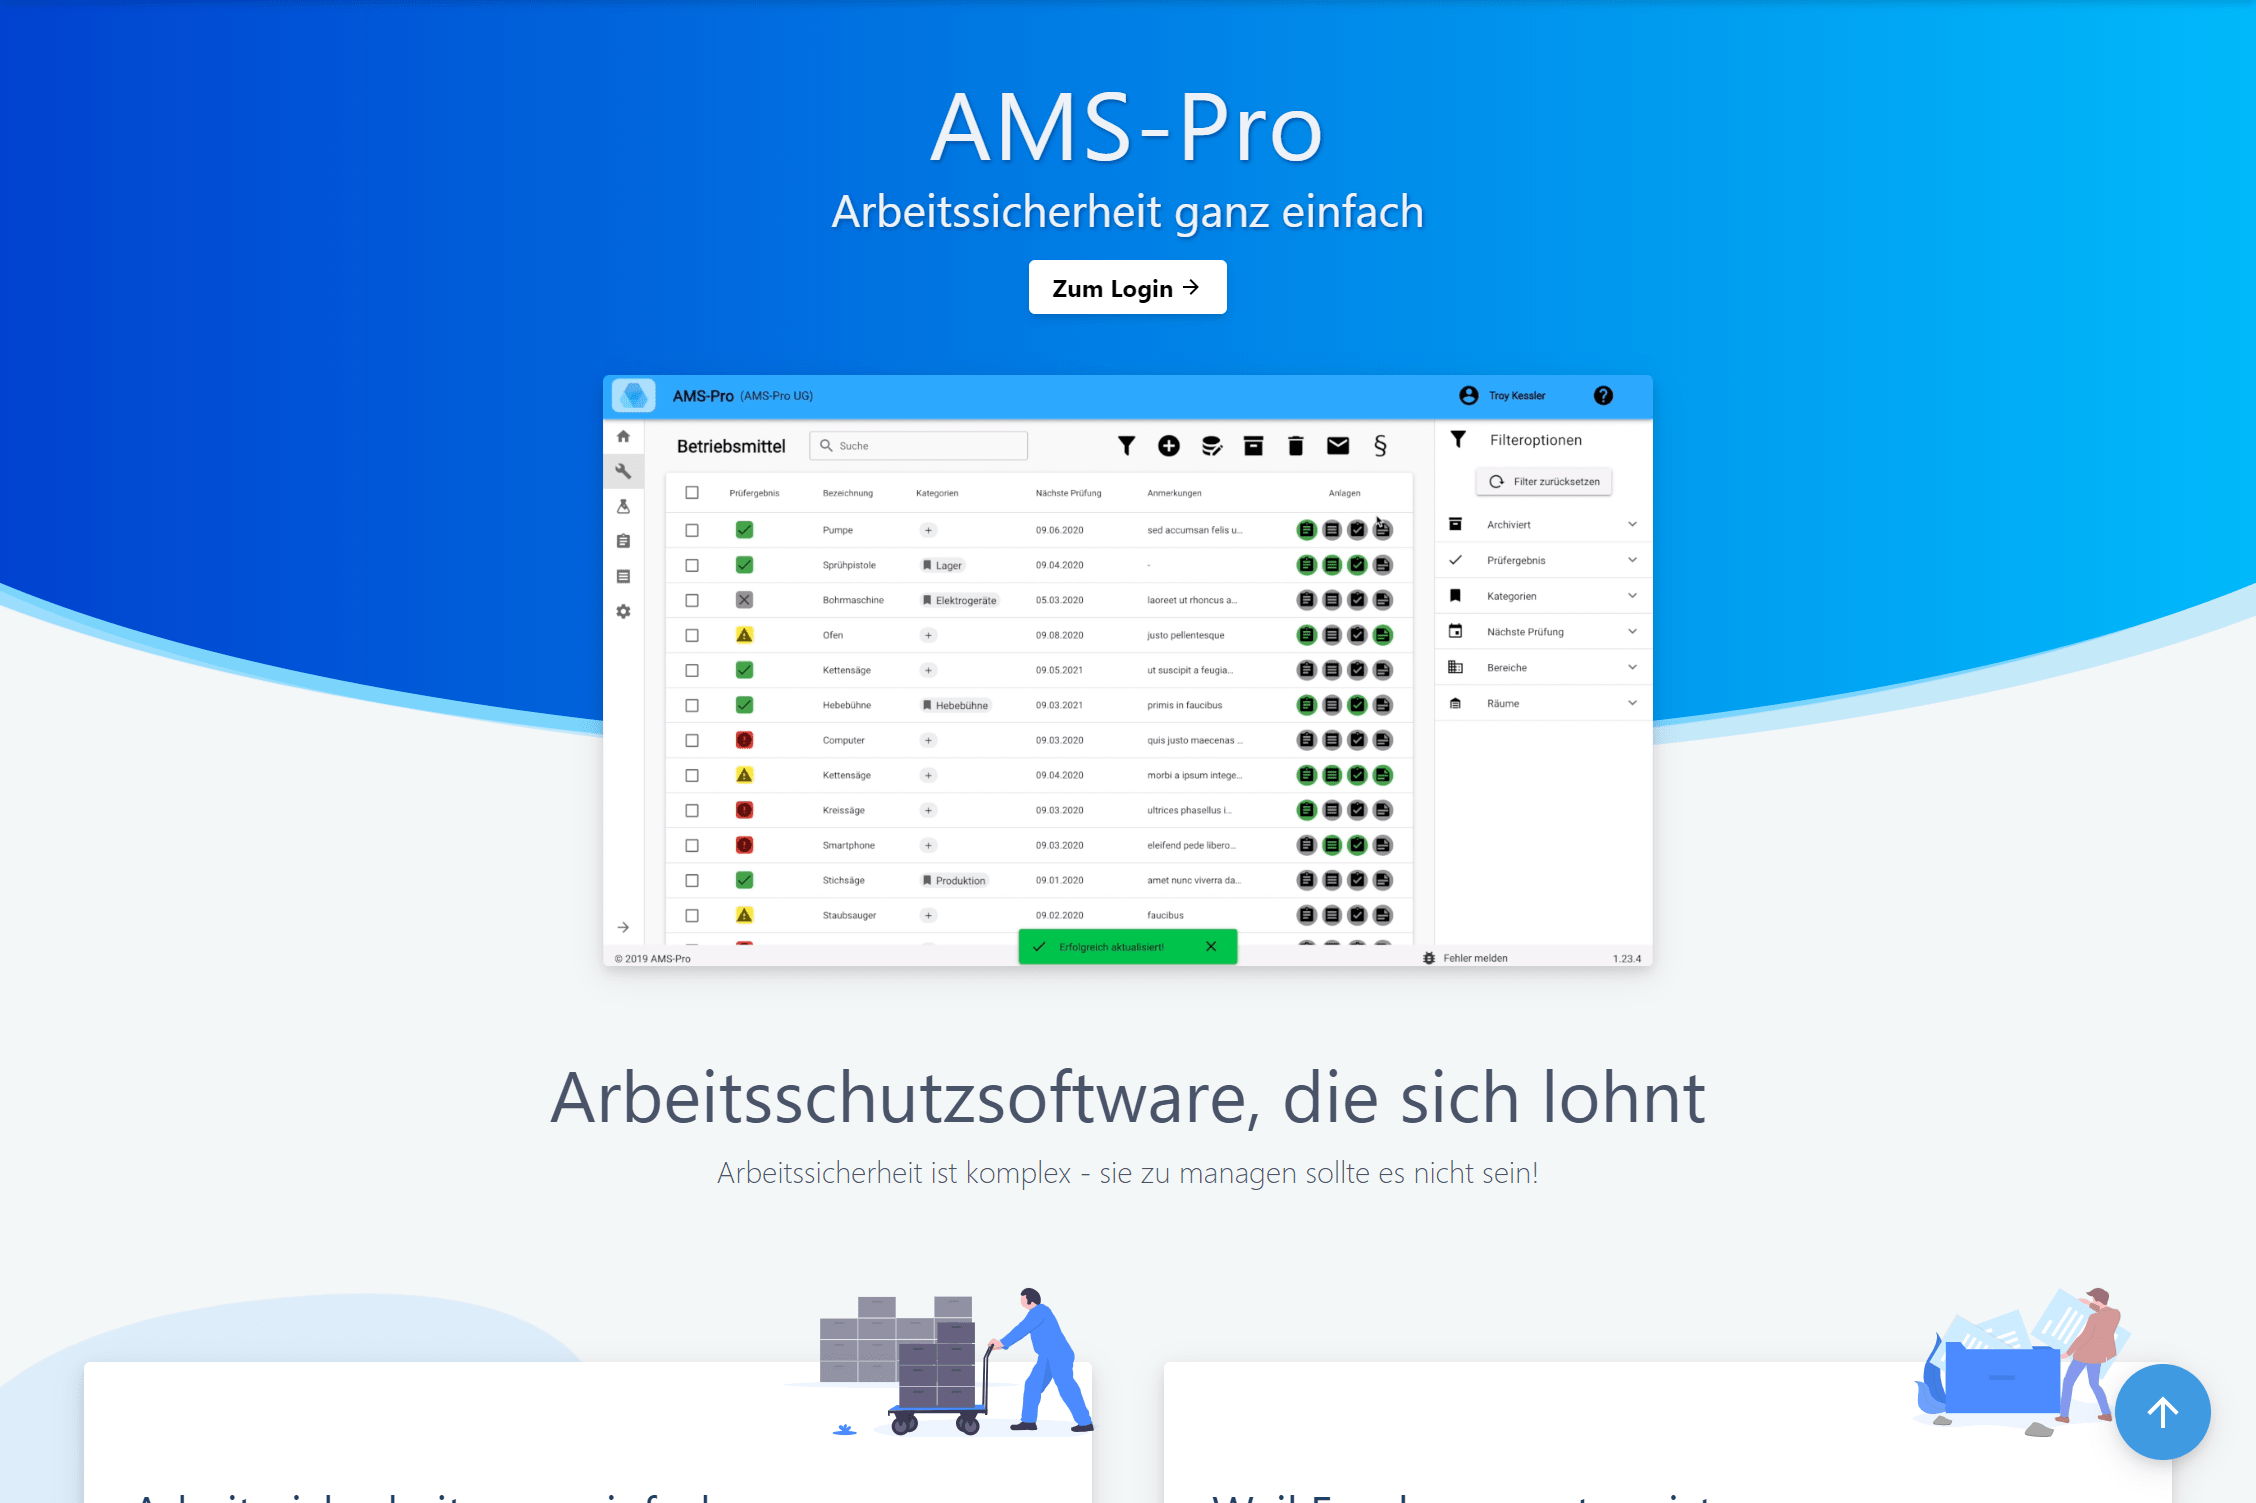 AMS-Pro
Arbeitssicherheit ganz einfach
Zum Login
AMS-Pro (AMS-Pro UG)
Troy Kessler
Betriebsmittel
Suche
§
Filteroptionen
Filter zurücksetzen
Prüfergebnis Bezeichnung Kategorien Nächste Prüfung Anmerkungen Anlagen
Pumpe + 09.06.2020 sed accumsan felis u...
Sprühpistole Lager 09.04.2020 -
Bohrmaschine Elektrogeräte 05.03.2020 laoreet ut rhoncus a...
Ofen + 09.08.2020 justo pellentesque
Kettensäge + 09.05.2021 ut suscipit a feugia...
Hebebühne Hebebühne 09.03.2021 primis in faucibus
Computer + 09.03.2020 quis justo maecenas ...
Kettensäge + 09.04.2020 morbi a ipsum intege...
Kreissäge + 09.03.2020 ultrices phasellus i...
Smartphone + 09.03.2020 eleifend pede libero...
Stichsäge Produktion 09.01.2020 amet nunc viverra da...
Staubsauger + 09.02.2020 faucibus
Archiviert
Prüfergebnis
Kategorien
Nächste Prüfung
Bereiche
Räume
Erfolgreich aktualisiert!
© 2019 AMS-Pro
Fehler melden
1.23.4
Arbeitsschutzsoftware, die sich lohnt
Arbeitssicherheit ist komplex - sie zu managen sollte es nicht sein!